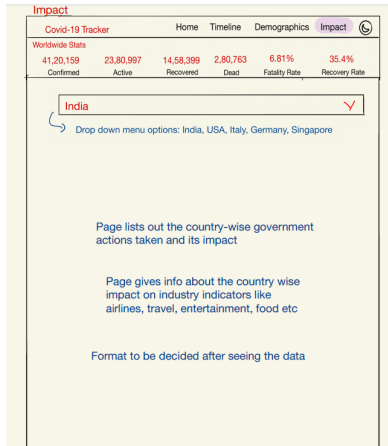 Impact
Covid-19 Tracker Home Timeline Demographics Impact
Worldwide Stats
41,20,159 23,80,997 14,58,399 2,80,763 6.81% 35.4%
Confirmed Active Recovered Dead Fatality Rate Recovery Rate
India
Drop down menu options: India, USA, Italy, Germany, Singapore
Page lists out the country-wise government
actions taken and its impact
Page gives info about the country wise
impact on industry indicators like
airlines, travel, entertainment, food etc
Format to be decided after seeing the data